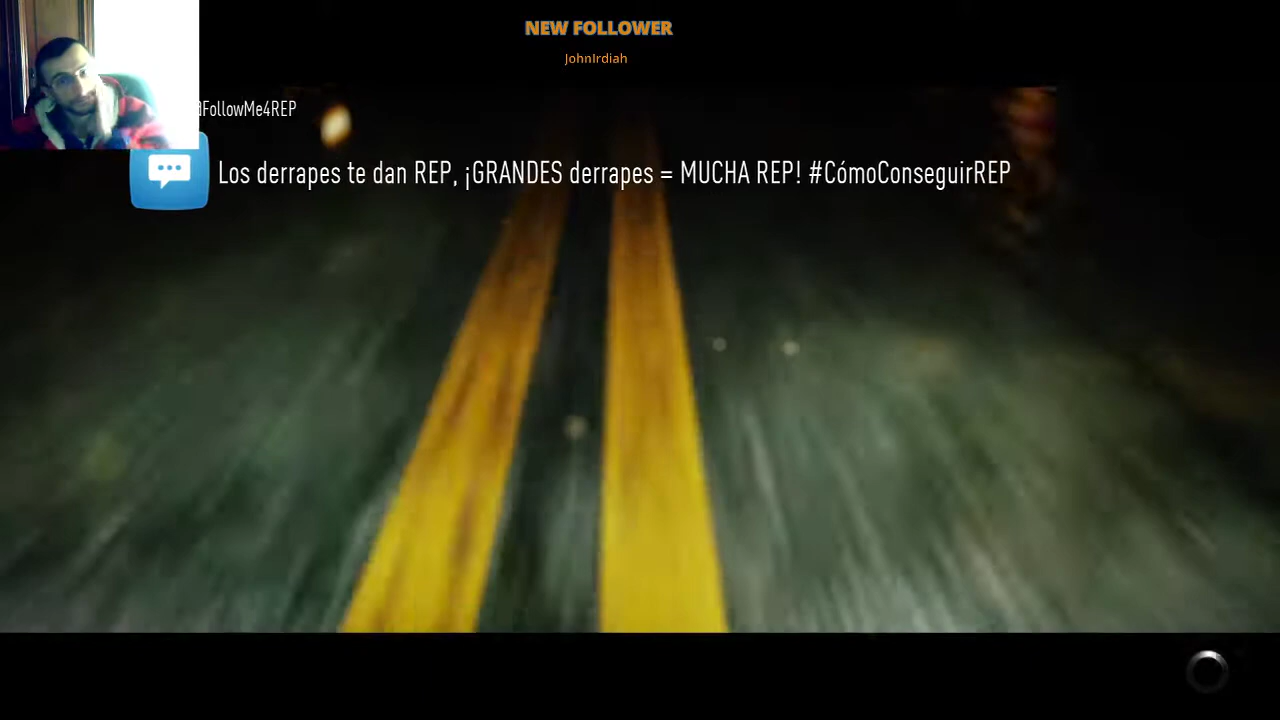 NEW FOLLOWER
JohnIrdiah
@FollowMe4REP
Los derrapes te dan REP, ¡GRANDES derrapes = MUCHA REP! #CómoConseguirREP